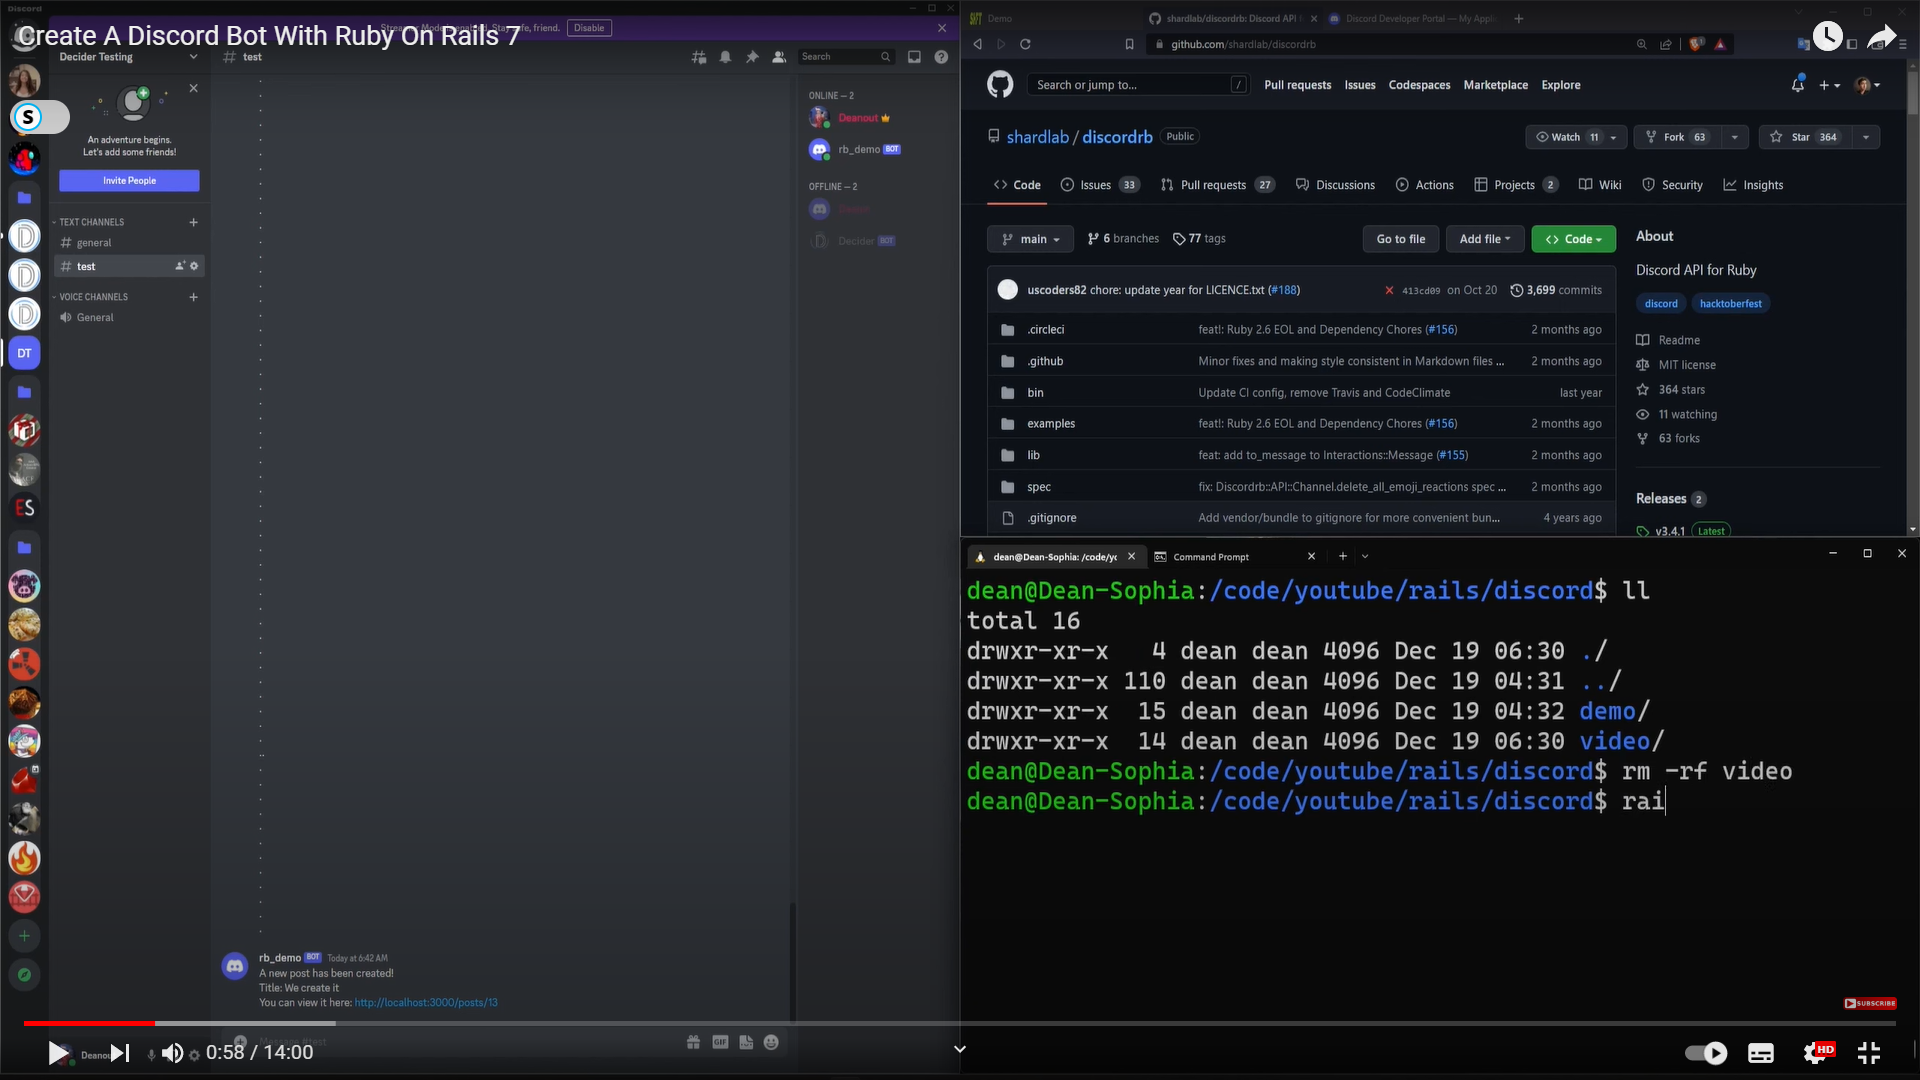 Discord
Create A Discord Bot With Ruby On Rails 7
Disable
Decider Testing
# test
Search
An adventure begins.
Let's add some friends!
Invite People
TEXT CHANNELS
# general
# test
VOICE CHANNELS
General
DT
ES
S
ONLINE — 2
Deanout
rb_demo BOT
OFFLINE — 2
Decider BOT
rb_demo BOT Today at 6:42 AM
A new post has been created!
Title: We create it
You can view it here: http://localhost:3000/posts/13
Message #test
GIF
Deanou
0:58 / 14:00
Demo
shardlab/discordrb: Discord API f
Discord Developer Portal — My Appli
github.com/shardlab/discordrb
Search or jump to... /
Pull requests Issues Codespaces Marketplace Explore
shardlab / discordrb Public
Watch 11
Fork 63
Star 364
Code
Issues 33
Pull requests 27
Discussions
Actions
Projects 2
Wiki
Security
Insights
main
6 branches
77 tags
Go to file
Add file
Code
uscoders82 chore: update year for LICENCE.txt (#188) 413cd09 on Oct 20 3,699 commits
.circleci feat!: Ruby 2.6 EOL and Dependency Chores (#156) 2 months ago
.github Minor fixes and making style consistent in Markdown files ... 2 months ago
bin Update CI config, remove Travis and CodeClimate last year
examples feat!: Ruby 2.6 EOL and Dependency Chores (#156) 2 months ago
lib feat: add to_message to Interactions::Message (#155) 2 months ago
spec fix: Discordrb::API::Channel.delete_all_emoji_reactions spec ... 2 months ago
.gitignore Add vendor/bundle to gitignore for more convenient bun... 4 years ago
About
Discord API for Ruby
discord hacktoberfest
Readme
MIT license
364 stars
11 watching
63 forks
Releases 2
v3.4.1 Latest
dean@Dean-Sophia: /code/yo
Command Prompt
dean@Dean-Sophia:/code/youtube/rails/discord$ ll
total 16
drwxr-xr-x   4 dean dean 4096 Dec 19 06:30 ./
drwxr-xr-x 110 dean dean 4096 Dec 19 04:31 ../
drwxr-xr-x  15 dean dean 4096 Dec 19 04:32 demo/
drwxr-xr-x  14 dean dean 4096 Dec 19 06:30 video/
dean@Dean-Sophia:/code/youtube/rails/discord$ rm -rf video
dean@Dean-Sophia:/code/youtube/rails/discord$ rai
SUBSCRIBE
HD